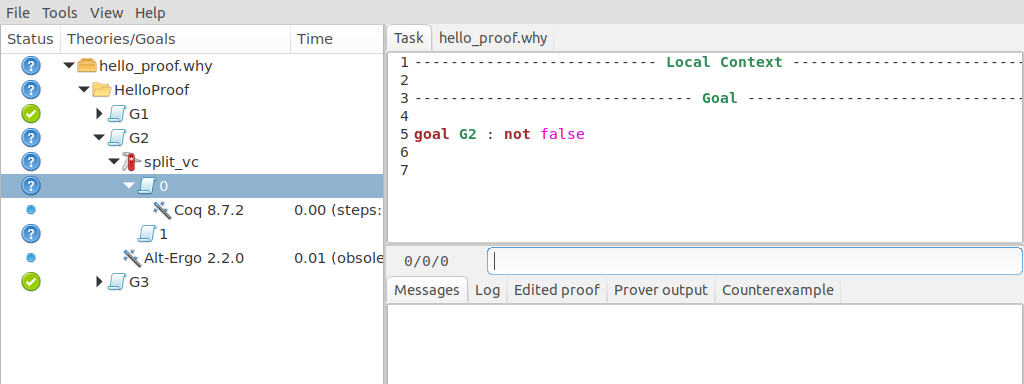 File Tools View Help
Status Theories/Goals Time
hello_proof.why
HelloProof
G1
G2
split_vc
0
Coq 8.7.2 0.00 (steps:
1
Alt-Ergo 2.2.0 0.01 (obsole
G3
Task hello_proof.why
1 --------------------------- Local Context --------------------------
2
3 ------------------------------- Goal -------------------------------
4
5 goal G2 : not false
6
7
0/0/0
Messages Log Edited proof Prover output Counterexample